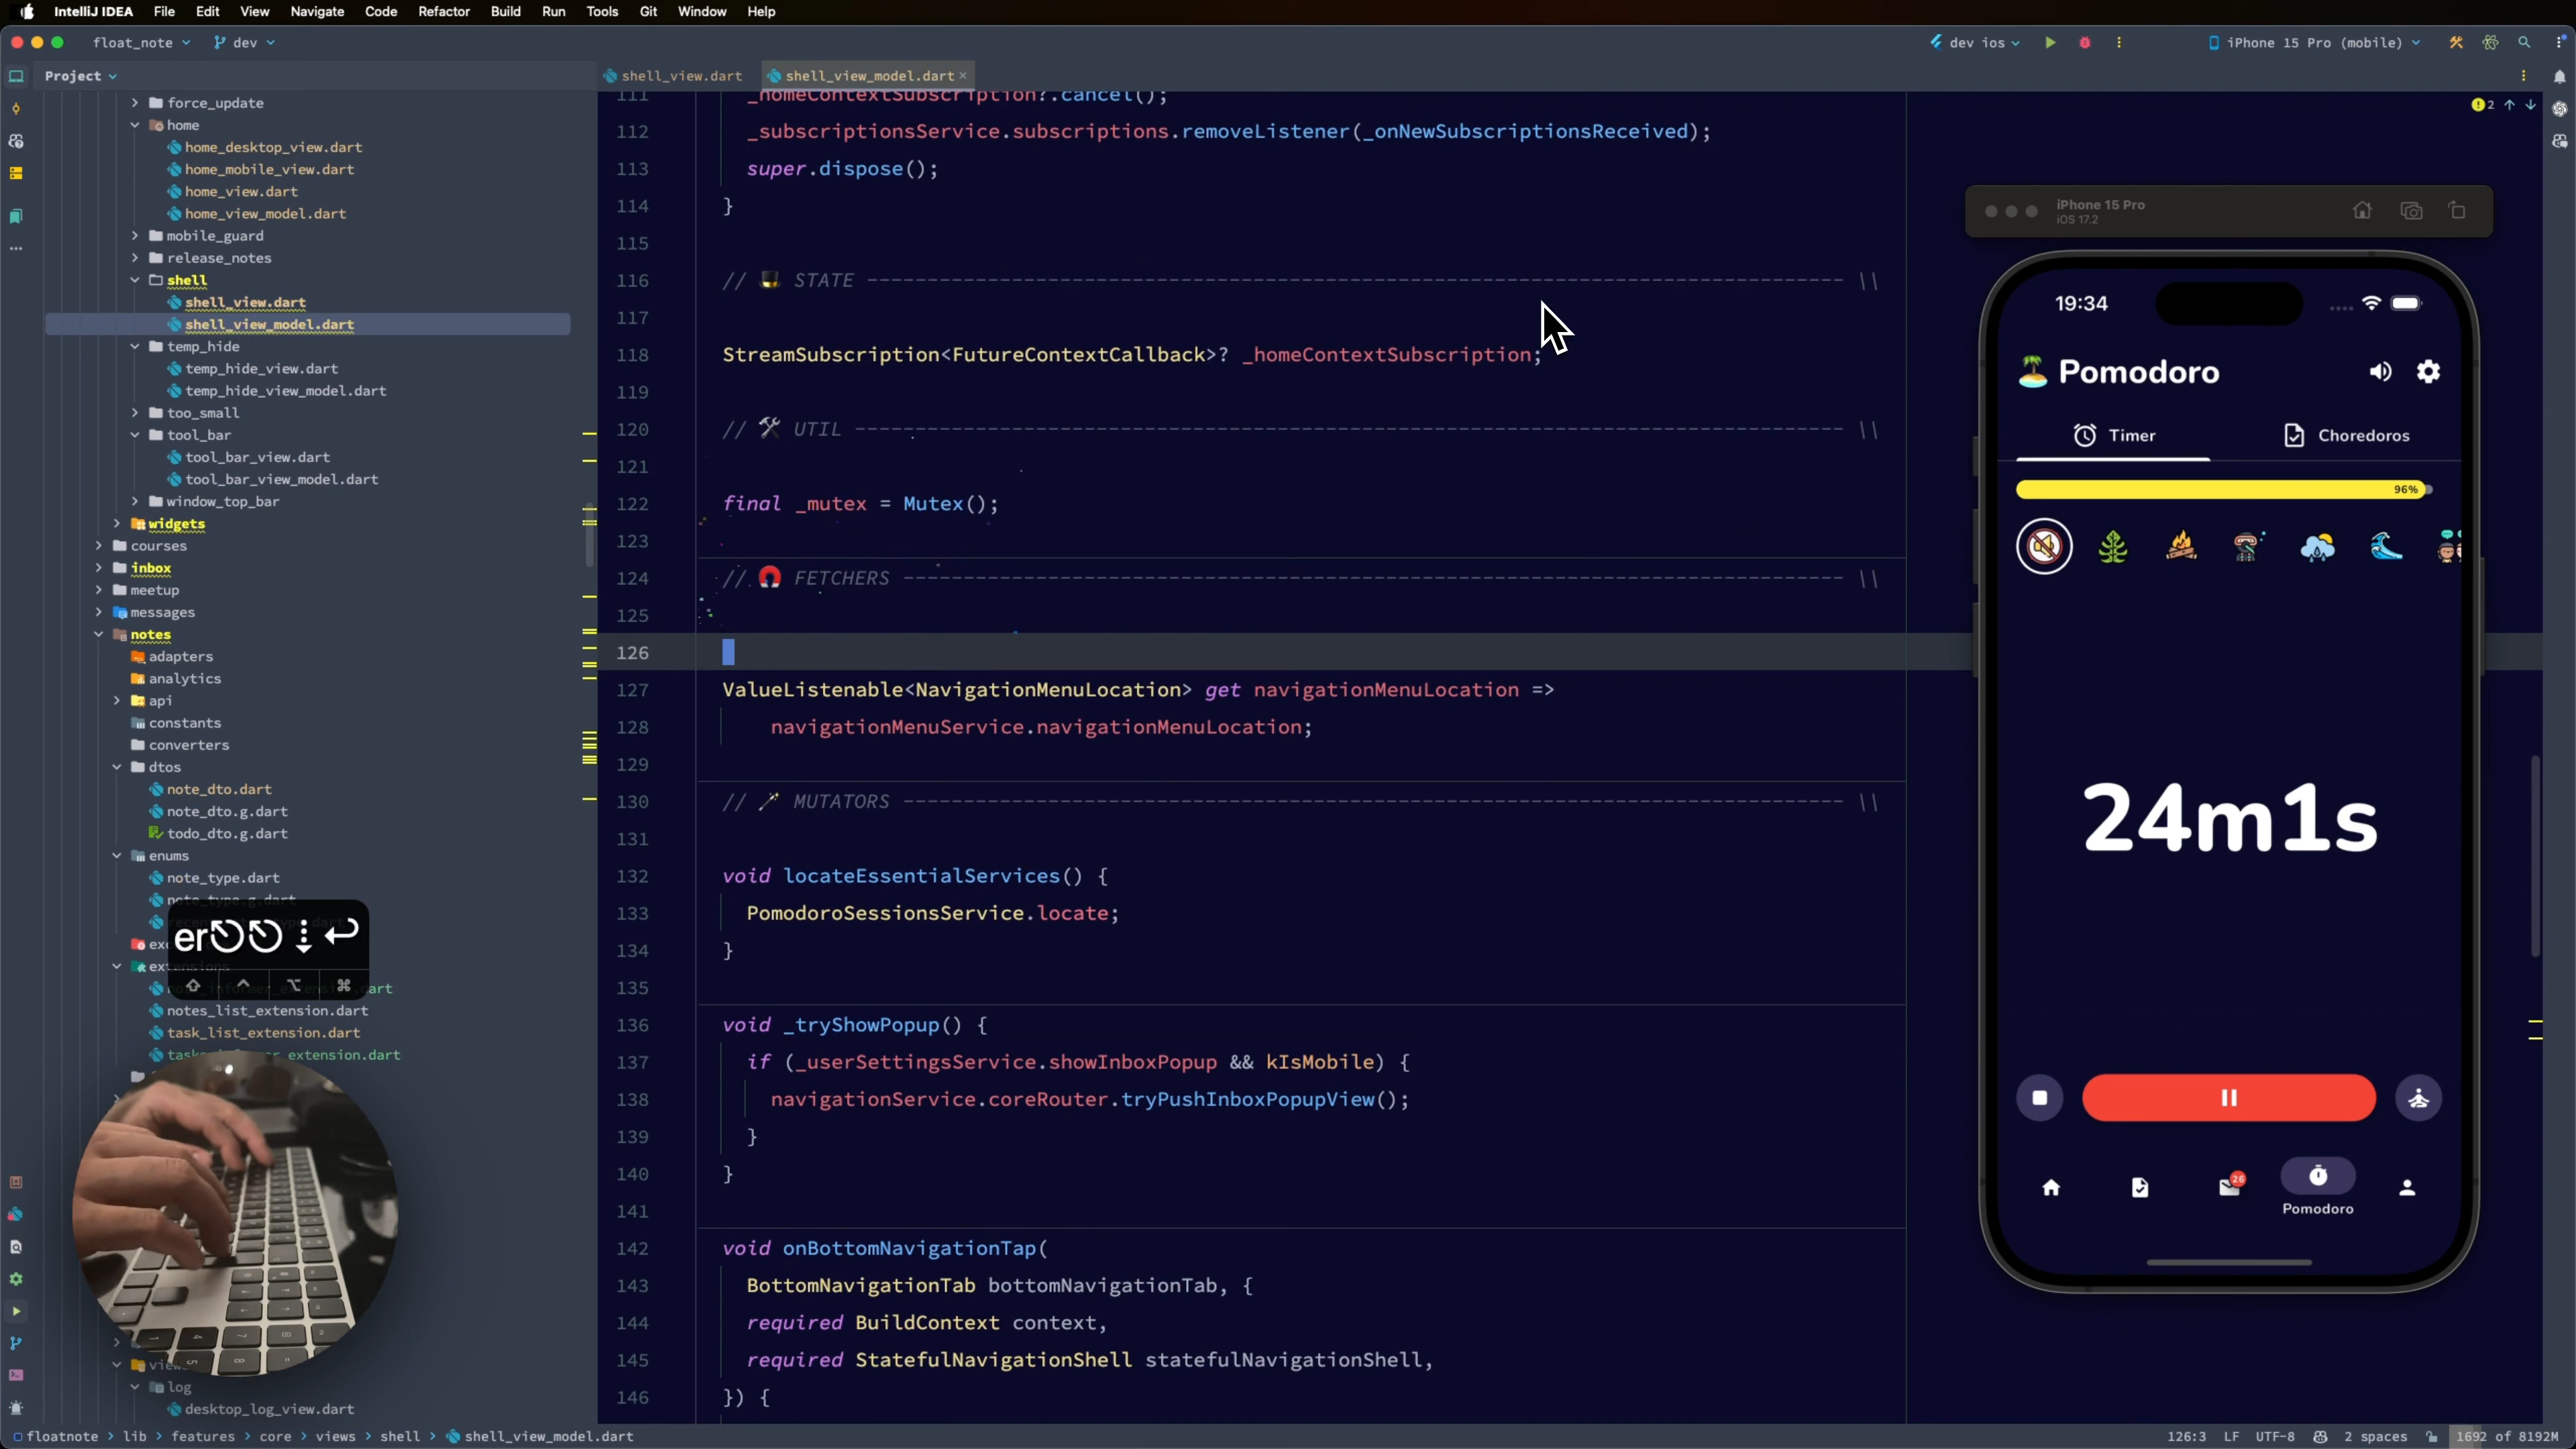 IntelliJ IDEA File Edit View Navigate Code Refactor Build Run Tools Git Window Help
float_note dev dev ios iPhone 15 Pro (mobile)
Project
force_update
home
home_desktop_view.dart
home_mobile_view.dart
home_view.dart
home_view_model.dart
mobile_guard
release_notes
shell
shell_view.dart
shell_view_model.dart
temp_hide
temp_hide_view.dart
temp_hide_view_model.dart
too_small
tool_bar
tool_bar_view.dart
tool_bar_view_model.dart
window_top_bar
widgets
courses
inbox
meetup
messages
notes
adapters
analytics
api
constants
converters
dtos
note_dto.dart
note_dto.g.dart
todo_dto.g.dart
enums
note_type.dart
note_type.g.dart
er
notes_list_extension.dart
task_list_extension.dart
log
desktop_log_view.dart
shell_view.dart shell_view_model.dart
2
111 _homeContextSubscription?.cancel();
112 _subscriptionsService.subscriptions.removeListener(_onNewSubscriptionsReceived);
113 super.dispose();
114 }
115
116 // 🎩 STATE ------------------------------------------------------------------------------- \\
117
118 StreamSubscription<FutureContextCallback>? _homeContextSubscription;
119
120 // 🛠 UTIL -------------------------------------------------------------------------------- \\
121
122 final _mutex = Mutex();
123
124 // 🧲 FETCHERS ---------------------------------------------------------------------------- \\
125
126
127 ValueListenable<NavigationMenuLocation> get navigationMenuLocation =>
128 navigationMenuService.navigationMenuLocation;
129
130 // 🪄 MUTATORS ---------------------------------------------------------------------------- \\
131
132 void locateEssentialServices() {
133 PomodoroSessionsService.locate;
134 }
135
136 void _tryShowPopup() {
137 if (_userSettingsService.showInboxPopup && kIsMobile) {
138 navigationService.coreRouter.tryPushInboxPopupView();
139 }
140 }
141
142 void onBottomNavigationTap(
143 BottomNavigationTab bottomNavigationTab, {
144 required BuildContext context,
145 required StatefulNavigationShell statefulNavigationShell,
146 }) {
iPhone 15 Pro
iOS 17.2
19:34
🏝 Pomodoro
Timer Choredoros
96%
24m1s
26
Pomodoro
floatnote > lib > features > core > views > shell > shell_view_model.dart
126:3 LF UTF-8 2 spaces 1692 of 8192M